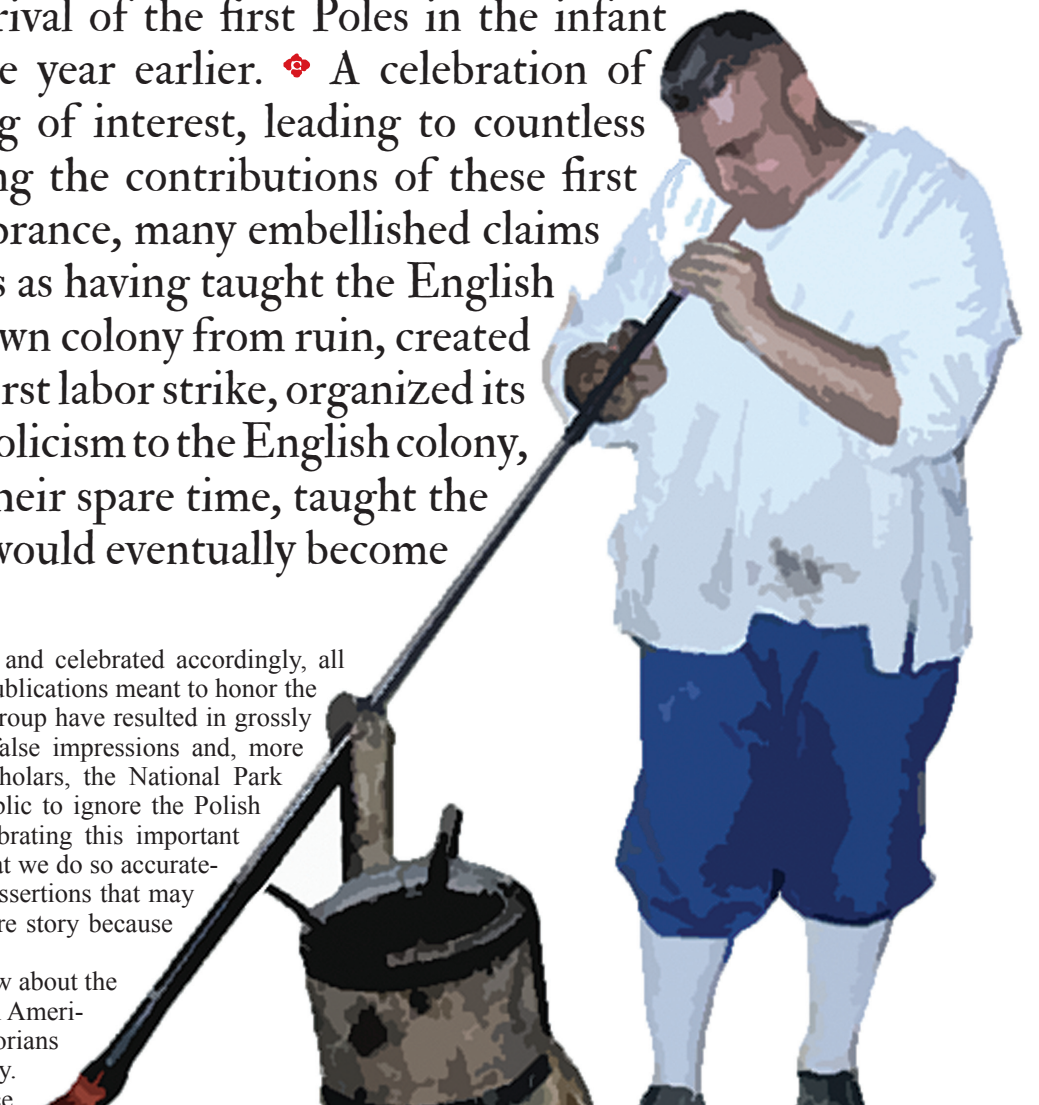 rival of the first Poles in the infant
e year earlier. A celebration of
g of interest, leading to countless
ng the contributions of these first
orance, many embellished claims
s as having taught the English
wn colony from ruin, created
rst labor strike, organized its
olicism to the English colony,
heir spare time, taught the
would eventually become
and celebrated accordingly, all
ublications meant to honor the
roup have resulted in grossly
false impressions and, more
holars, the National Park
blic to ignore the Polish
brating this important
at we do so accurate-
ssertions that may
re story because
w about the
Ameri-
orians
y.
ce